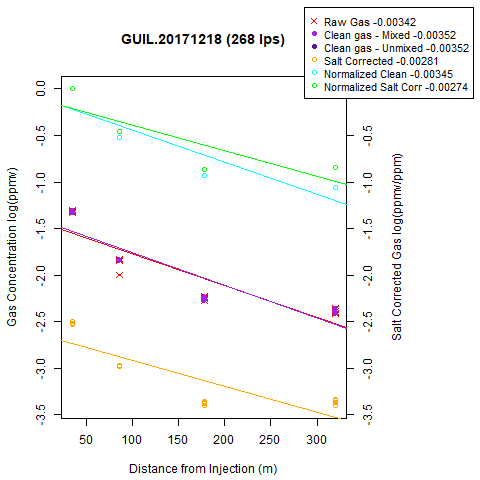 GUIL.20171218 (268 lps)
Raw Gas -0.00342
Clean gas - Mixed -0.00352
Clean gas - Unmixed -0.00352
Salt Corrected -0.00281
Normalized Clean -0.00345
Normalized Salt Corr -0.00274
Gas Concentration log(ppmv)
0.0
-0.5
-1.0
-1.5
-2.0
-2.5
-3.0
-3.5
Salt Corrected Gas log(ppmv/ppm)
0.0
-0.5
-1.0
-1.5
-2.0
-2.5
-3.0
-3.5
50 100 150 200 250 300
Distance from Injection (m)